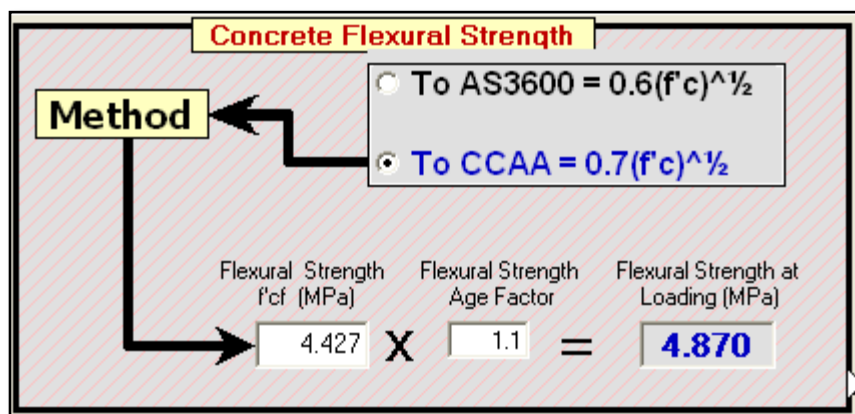 Concrete Flexural Strength
To AS3600 = 0.6(f'c)^½
Method
To CCAA = 0.7(f'c)^½
Flexural Strength
f'cf (MPa)
Flexural Strength
Age Factor
Flexural Strength at
Loading (MPa)
4.427 X 1.1 = 4.870